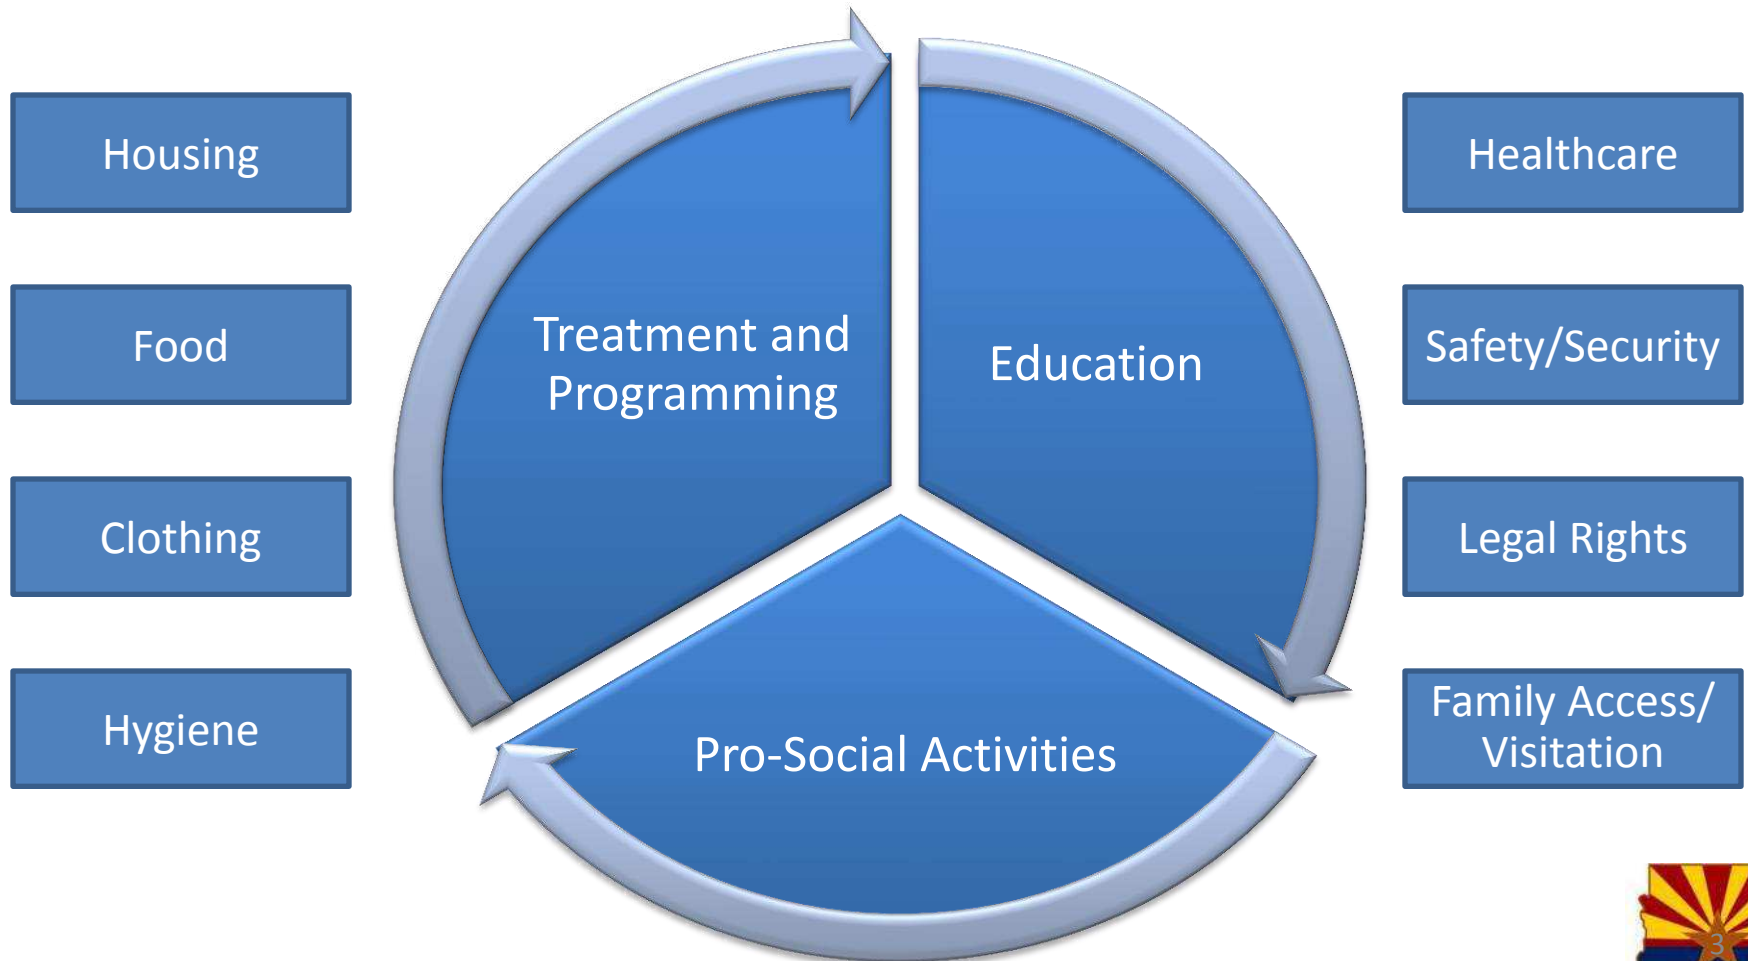 Housing
Food
Clothing
Hygiene
Treatment and
Programming
Education
Pro-Social Activities
Healthcare
Safety/Security
Legal Rights
Family Access/
Visitation
3